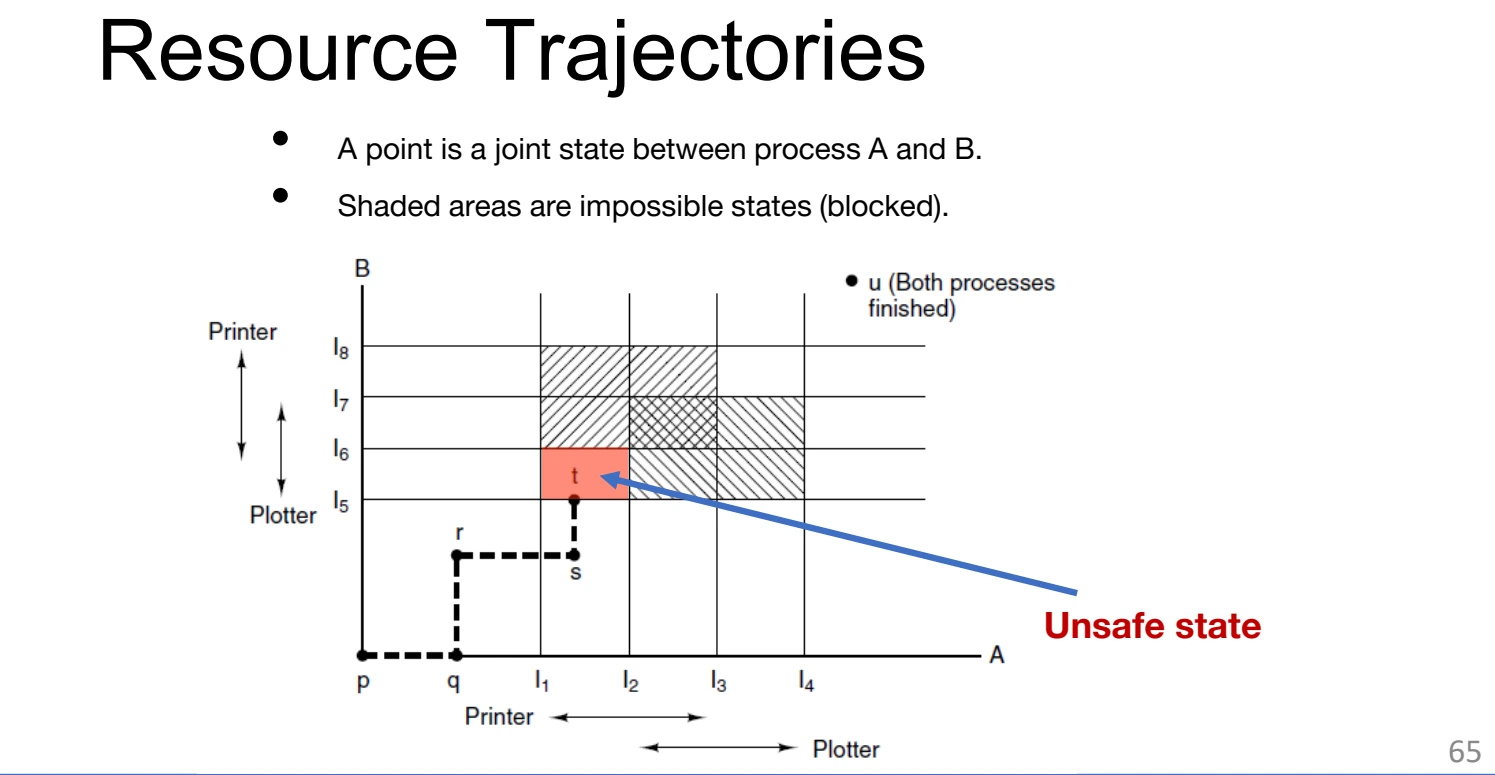 Resource Trajectories
• A point is a joint state between process A and B.
• Shaded areas are impossible states (blocked).
B
u (Both processes
finished)
Printer
I8
I7
I6
t
I5
Plotter
r
s
Unsafe state
A
p q I1 I2 I3 I4
Printer
Plotter
65